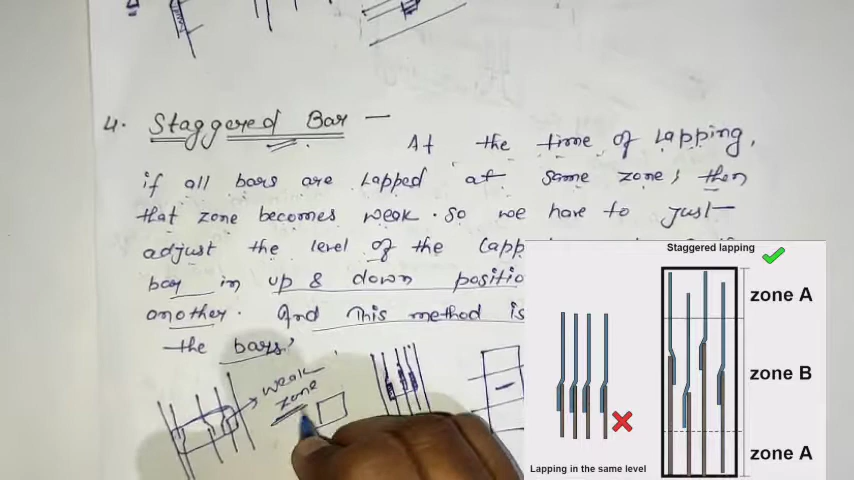 4. Staggered Bar —
At the time of lapping,
if all bars are lapped at same zone, then
that zone becomes weak. So we have to just
adjust the level of the lapp
bar in up & down positio
another. And This method is
the bars.
weak
zone
Staggered lapping
zone A
zone B
zone A
Lapping in the same level